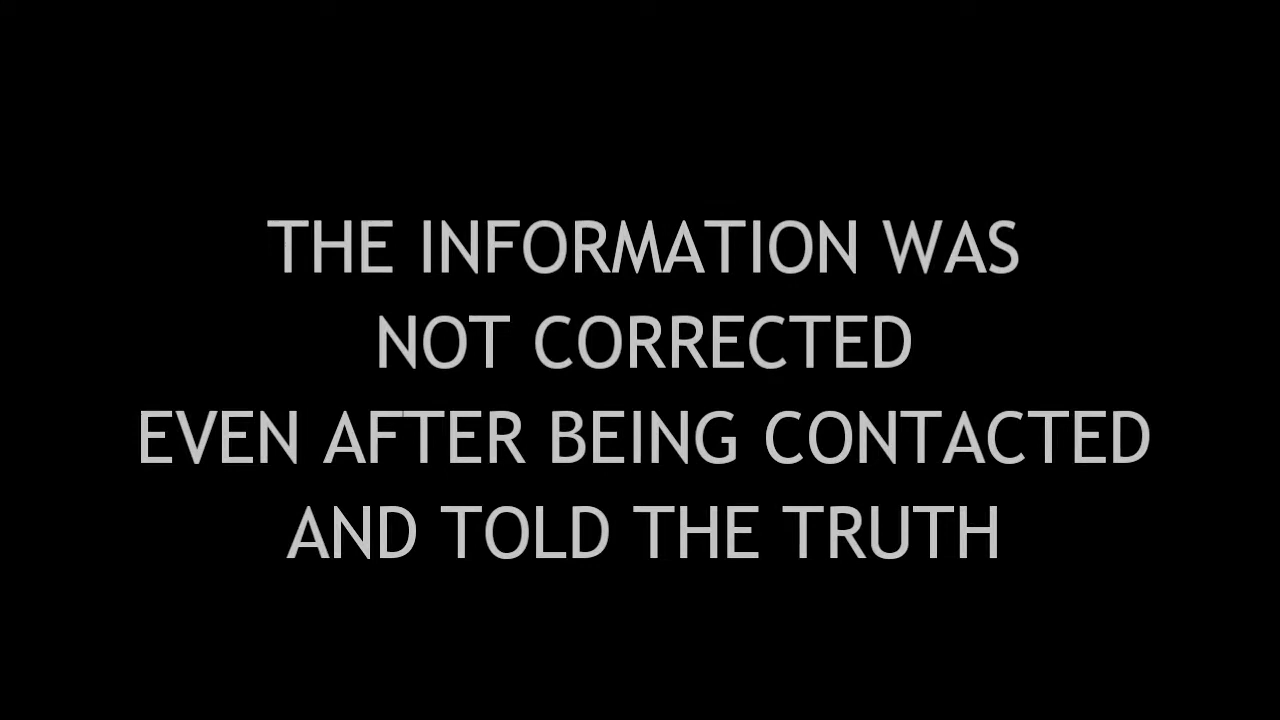 THE INFORMATION WAS
NOT CORRECTED
EVEN AFTER BEING CONTACTED
AND TOLD THE TRUTH